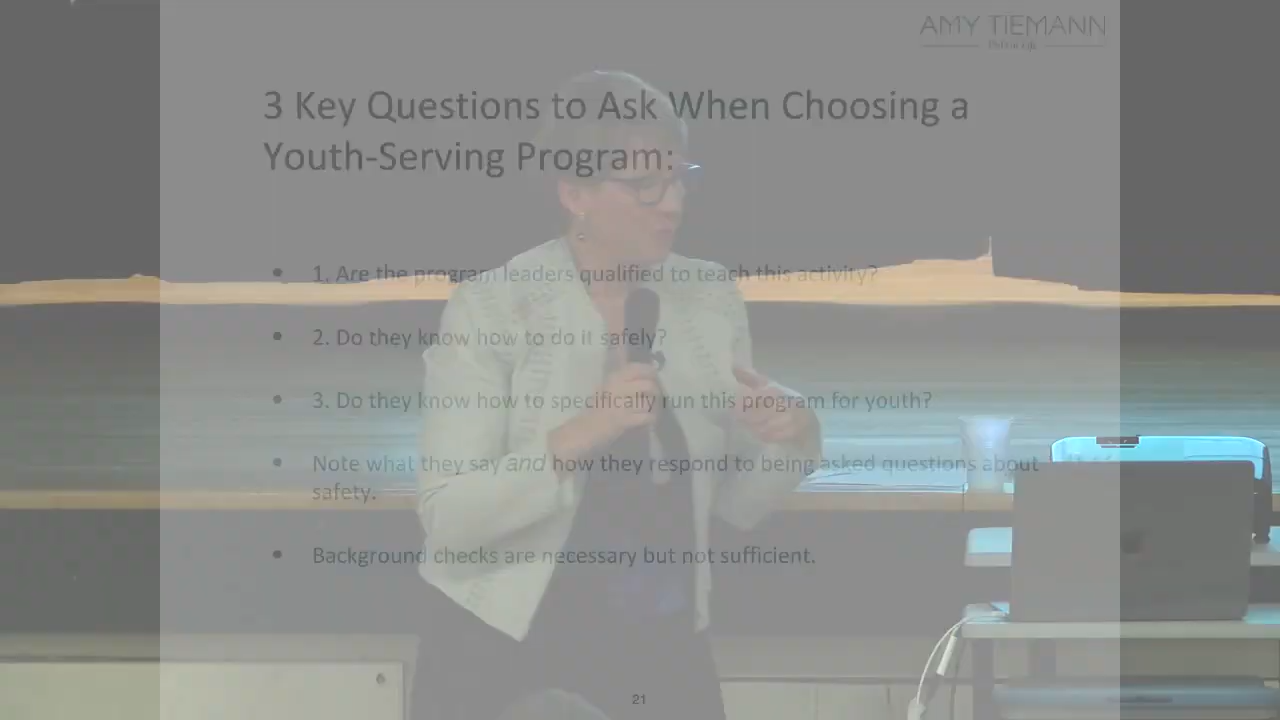 AMY TIEMANN
3 Key Questions to Ask When Choosing a
Youth-Serving Program:
• 1. Are the program leaders qualified to teach this activity?
• 2. Do they know how to do it safely?
• 3. Do they know how to specifically run this program for youth?
• Note what they say and how they respond to being asked questions about
safety.
• Background checks are necessary but not sufficient.
21